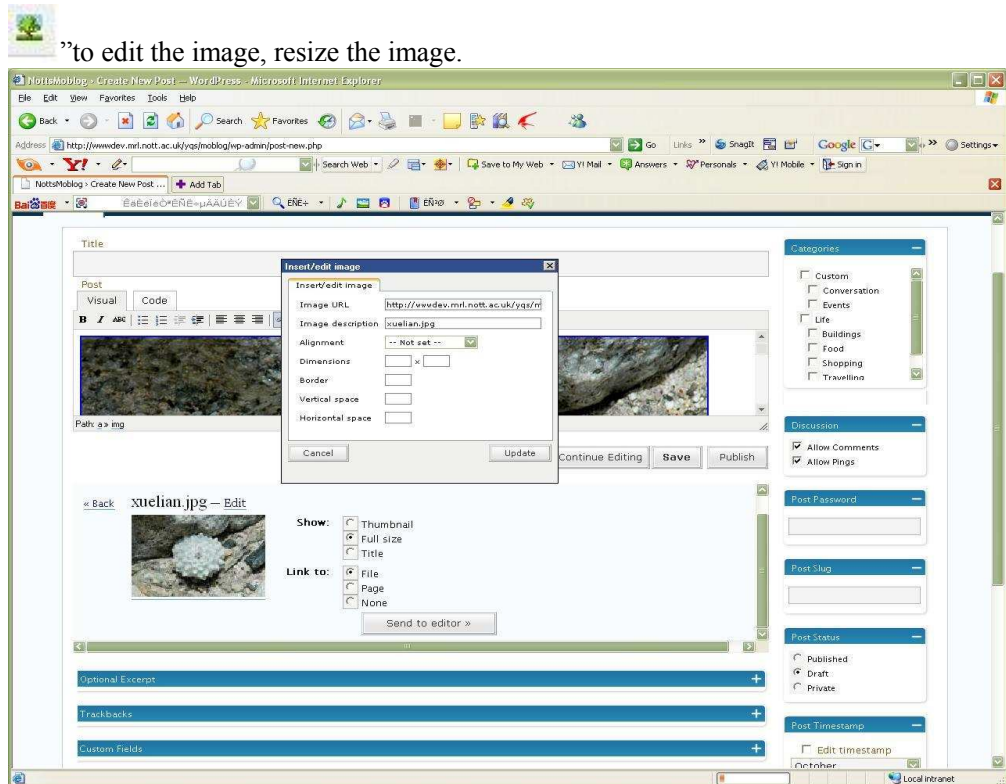 ”to edit the image, resize the image.
NottsMoblog › Create New Post — WordPress - Microsoft Internet Explorer
File Edit View Favorites Tools Help
Back Search Favorites
Address http://wwwdev.mrl.nott.ac.uk/yqs/moblog/wp-admin/post-new.php Go Links » SnagIt Google G » Settings
Y! Search Web Save to My Web Y! Mail Answers Personals Y! Mobile Sign in
NottsMoblog › Create New Post ... Add Tab
Bai百度
Title
Post
Visual Code
B I ABC
Path: a » img
Insert/edit image
Insert/edit image
Image URL http://wwwdev.mrl.nott.ac.uk/yqs/m
Image description xuelian.jpg
Alignment -- Not set --
Dimensions x
Border
Vertical space
Horizontal space
Cancel Update
Continue Editing Save Publish
« Back xuelian.jpg — Edit
Show: Thumbnail
Full size
Title
Link to: File
Page
None
Send to editor »
Optional Excerpt +
Trackbacks +
Custom Fields +
Categories
Custom
Conversation
Events
Life
Buildings
Food
Shopping
Travelling
Discussion
Allow Comments
Allow Pings
Post Password
Post Slug
Post Status
Published
Draft
Private
Post Timestamp
Edit timestamp
October
Local intranet